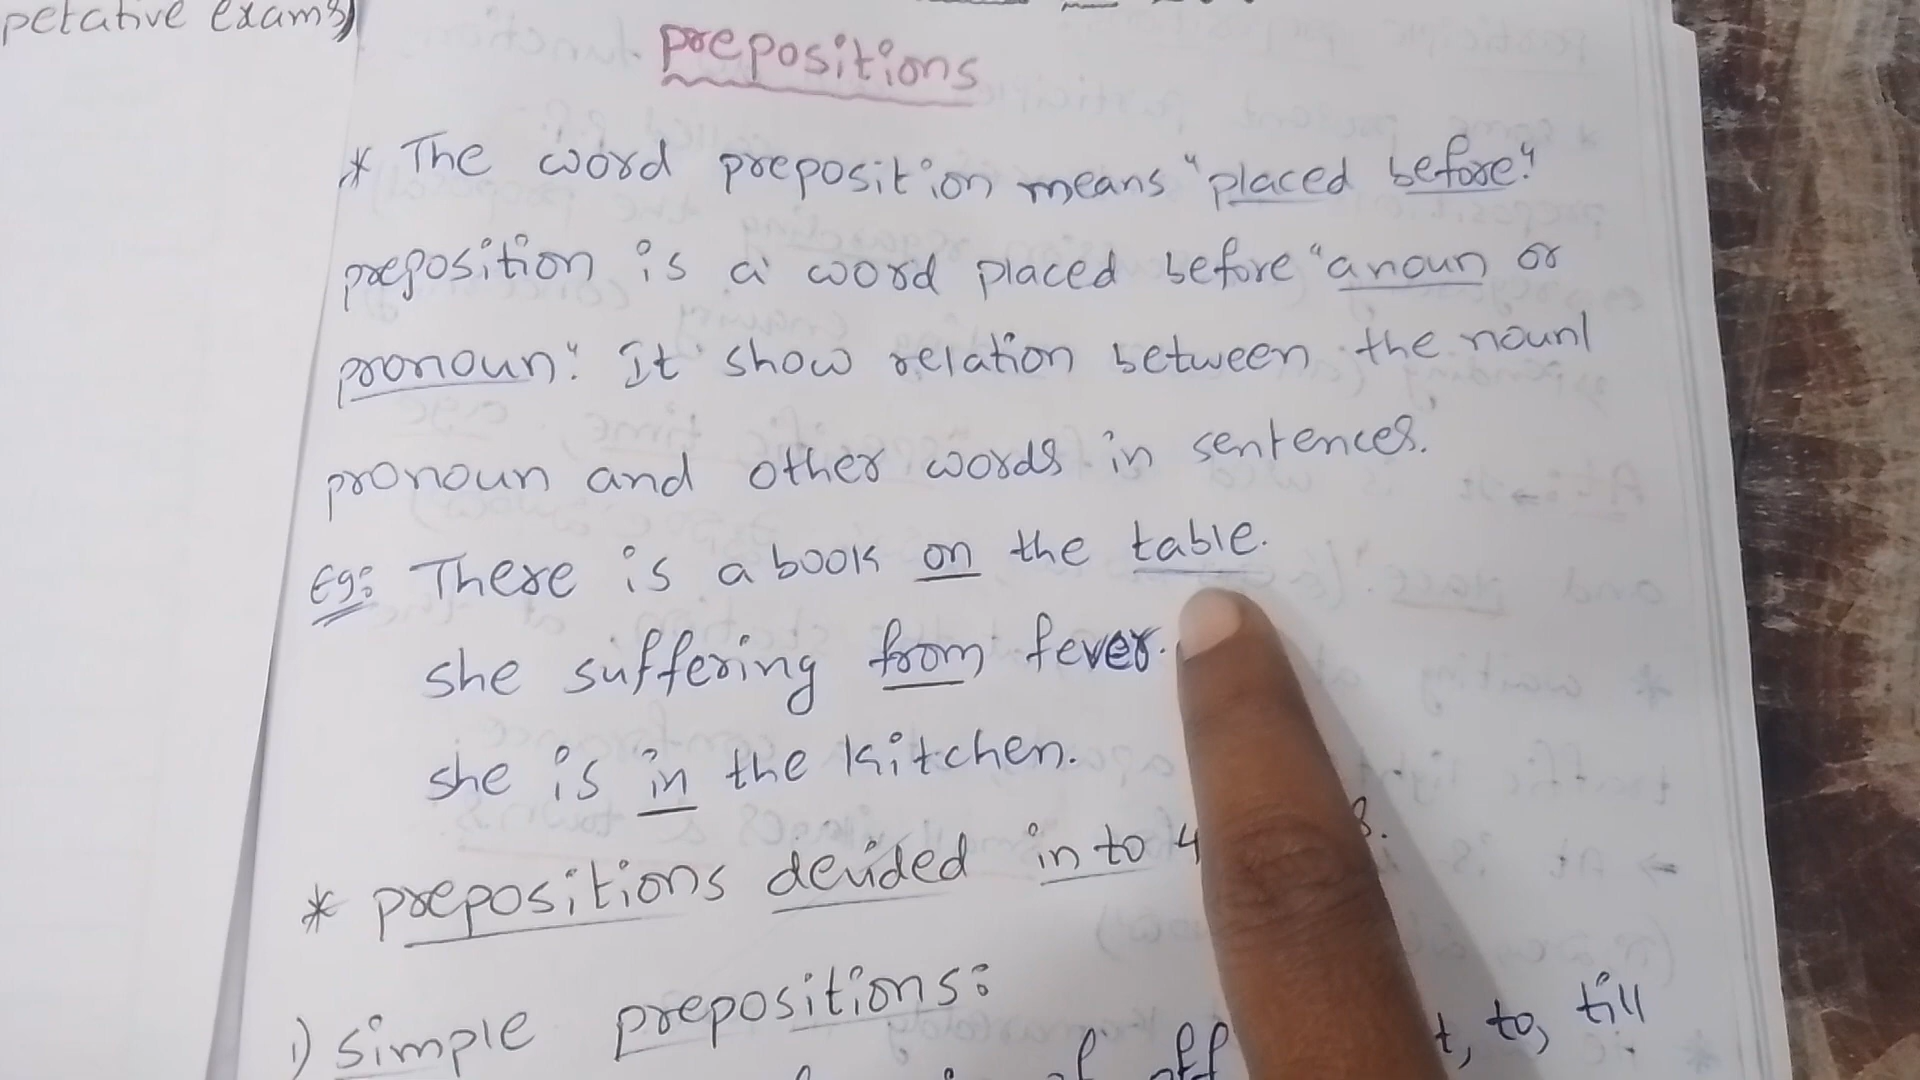 petative exams)
prepositions
* The word preposition means "placed before"
preposition is a word placed before "a noun or
pronoun". It show relation between the noun/
pronoun and other words in sentences.
Eg: There is a book on the table.
she suffering from fever.
she is in the kitchen.
* prepositions devided in to 4
1) simple prepositions:
of off to, till